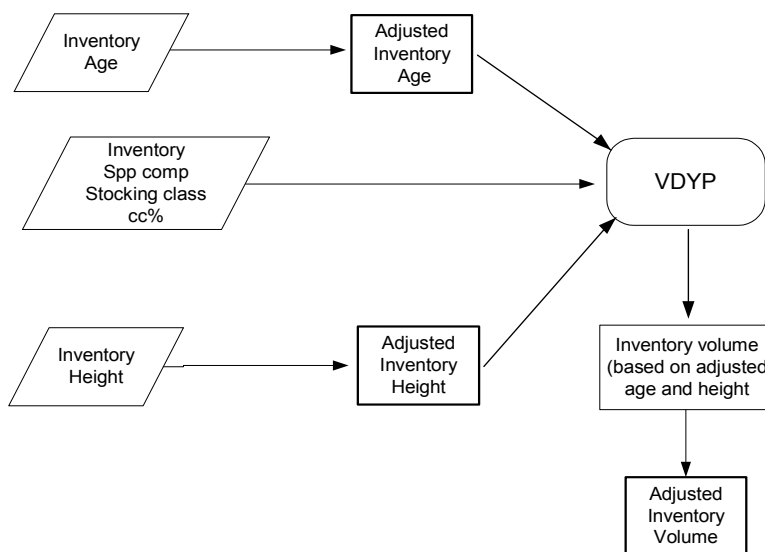 Inventory
Age
Adjusted
Inventory
Age
Inventory
Spp comp
Stocking class
cc%
VDYP
Inventory
Height
Adjusted
Inventory
Height
Inventory volume
(based on adjusted
age and height
Adjusted
Inventory
Volume